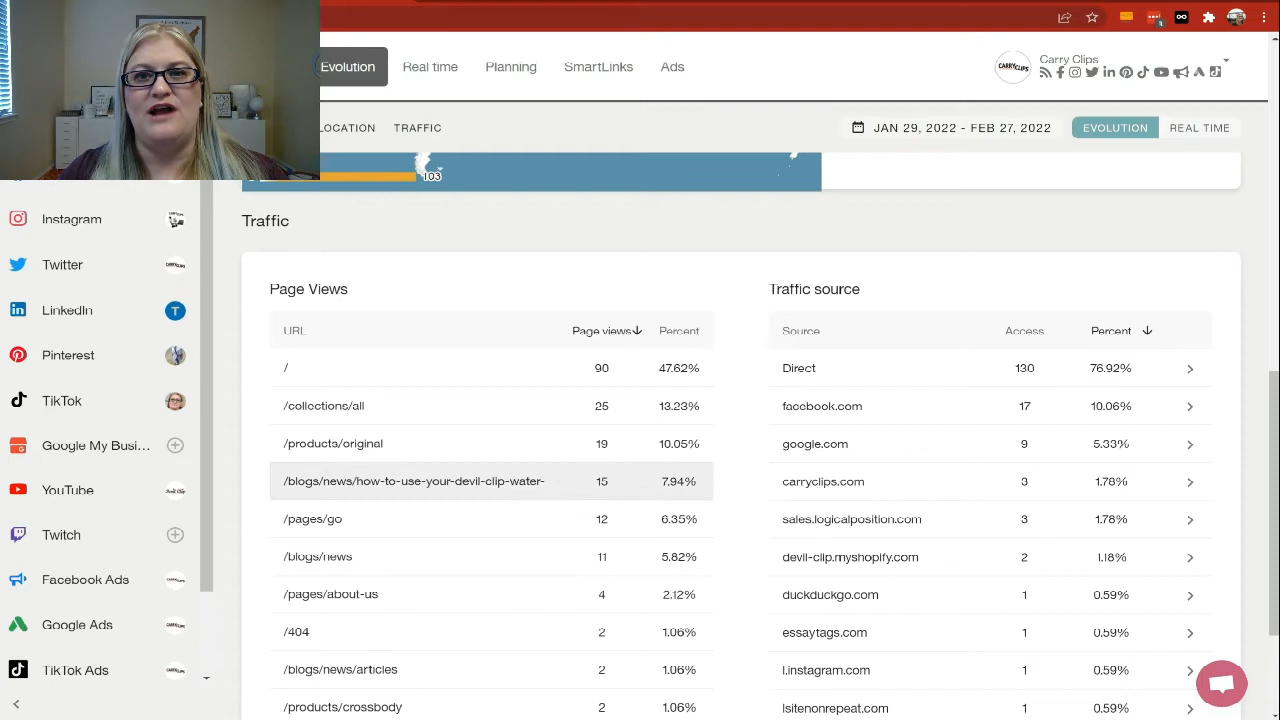 Evolution
Real time
Planning
SmartLinks
Ads
CARRYCLIPS
Carry Clips
LOCATION
TRAFFIC
JAN 29, 2022 - FEB 27, 2022
EVOLUTION
REAL TIME
103
Instagram
Twitter
LinkedIn
T
Pinterest
TikTok
Google My Busi...
YouTube
Twitch
Facebook Ads
Google Ads
TikTok Ads
Traffic
Page Views
URL Page views Percent
/ 90 47.62%
/collections/all 25 13.23%
/products/original 19 10.05%
/blogs/news/how-to-use-your-devil-clip-water- 15 7.94%
/pages/go 12 6.35%
/blogs/news 11 5.82%
/pages/about-us 4 2.12%
/404 2 1.06%
/blogs/news/articles 2 1.06%
/products/crossbody 2 1.06%
Traffic source
Source Access Percent
Direct 130 76.92%
facebook.com 17 10.06%
google.com 9 5.33%
carryclips.com 3 1.78%
sales.logicalposition.com 3 1.78%
devil-clip.myshopify.com 2 1.18%
duckduckgo.com 1 0.59%
essaytags.com 1 0.59%
l.instagram.com 1 0.59%
lsitenonrepeat.com 1 0.59%